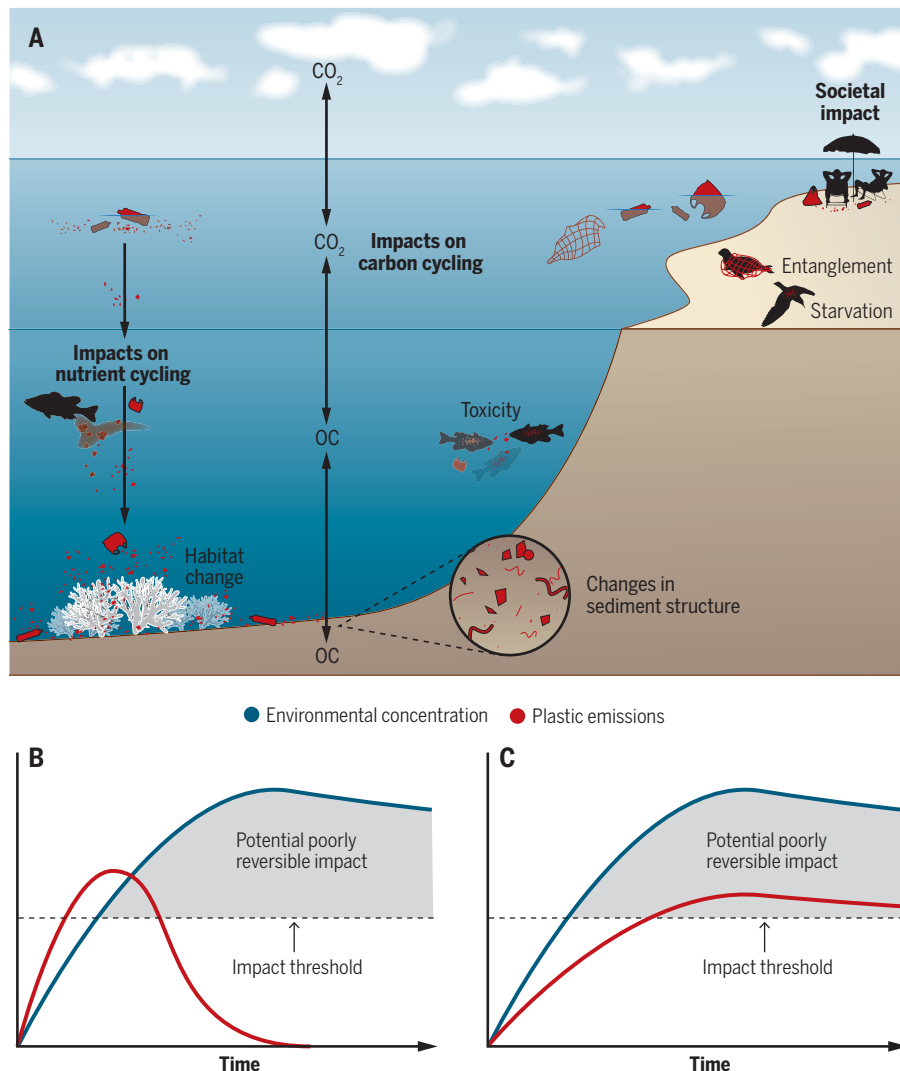 A
CO2
Societal
impact
CO2
Impacts on
carbon cycling
Entanglement
Starvation
Impacts on
nutrient cycling
Toxicity
OC
Habitat
change
Changes in
sediment structure
OC
Environmental concentration
Plastic emissions
B
Potential poorly
reversible impact
Impact threshold
Time
C
Potential poorly
reversible impact
Impact threshold
Time